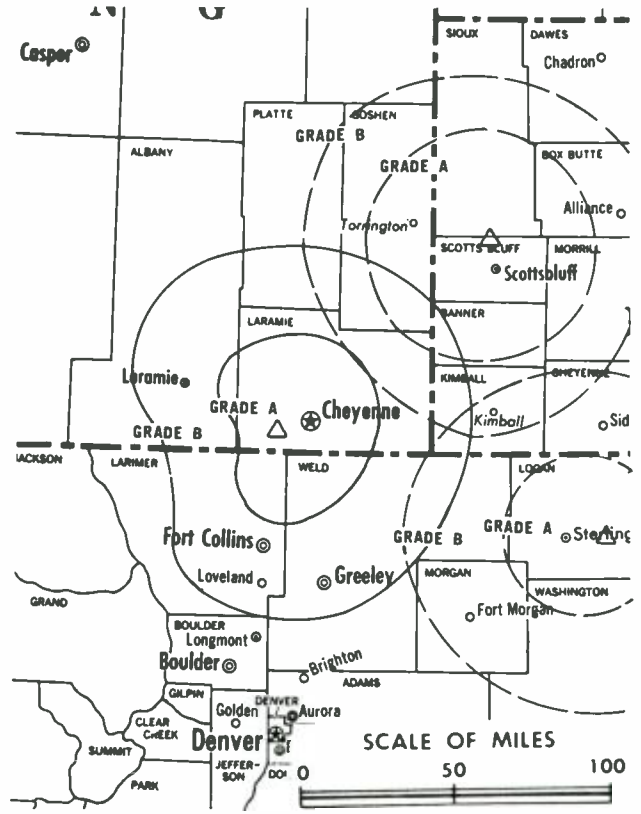 N G
Casper
SIOUX
DAWES
Chadron
PLATTE
GOSHEN
GRADE B
ALBANY
GRADE A
BOX BUTTE
Alliance
Torrington
SCOTTS BLUFF
MORRILL
Scottsbluff
BANNER
LARAMIE
Laramie
KIMBALL
CHEYENNE
GRADE A
Cheyenne
Kimball
Sid
GRADE B
JACKSON
LARIMER
WELD
LOGAN
GRADE A
GRADE B
Sterling
Fort Collins
Loveland
Greeley
MORGAN
WASHINGTON
GRAND
Fort Morgan
BOULDER
Longmont
Boulder
Brighton
ADAMS
GILPIN
DENVER
Golden
Aurora
CLEAR
CREEK
Denver
E
SCALE OF MILES
SUMMIT
JEFFER-
SON
DOU
PARK
0 50 100